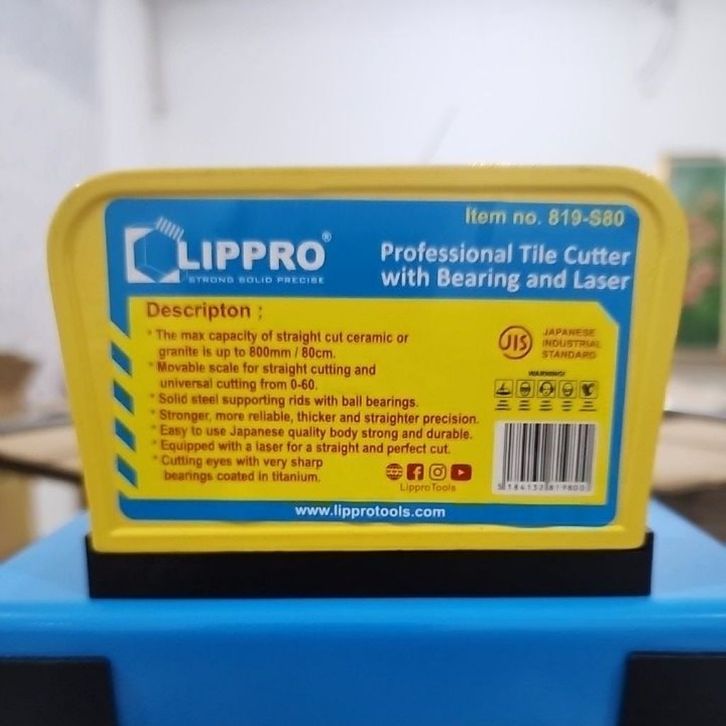 Item no. 819-S80
LIPPRO®
STRONG SOLID PRECISE
Professional Tile Cutter
with Bearing and Laser
Descripton :
* The max capacity of straight cut ceramic or
granite is up to 800mm / 80cm.
* Movable scale for straight cutting and
universal cutting from 0-60.
* Solid steel supporting rids with ball bearings.
* Stronger, more reliable, thicker and straighter precision.
* Easy to use Japanese quality body strong and durable.
* Equipped with a laser for a straight and perfect cut.
* Cutting eyes with very sharp
bearings coated in titanium.
JIS
JAPANESE
INDUSTRIAL
STANDARD
WARNING!
LipproTools
5 184132 819800
www.lipprotools.com